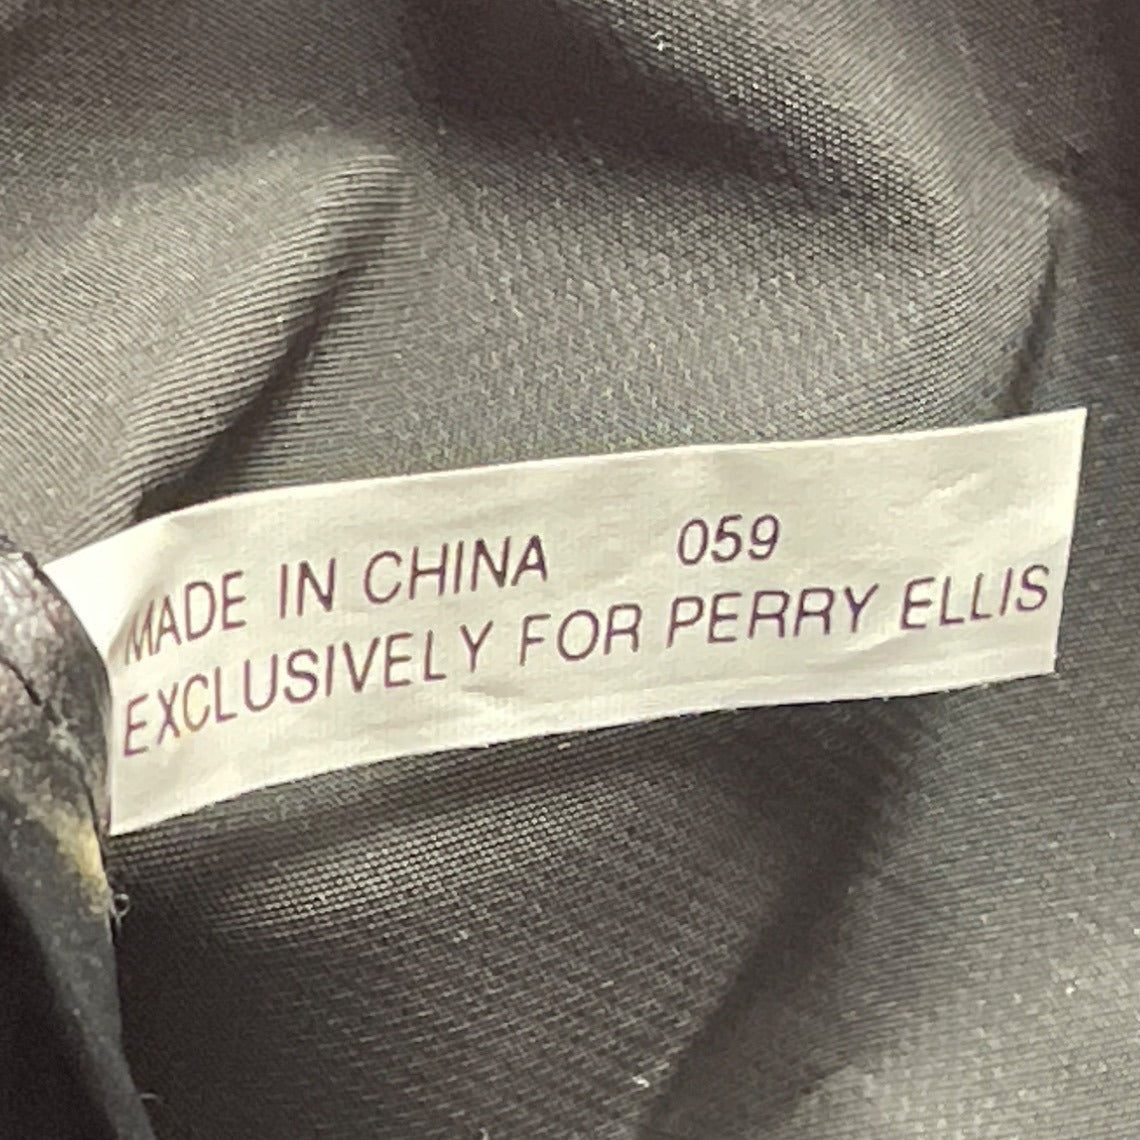 MADE IN CHINA 059
EXCLUSIVELY FOR PERRY ELLIS